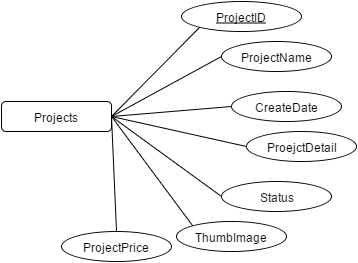 ProjectID
ProjectName
CreateDate
Projects
ProejctDetail
Status
ThumbImage
ProjectPrice